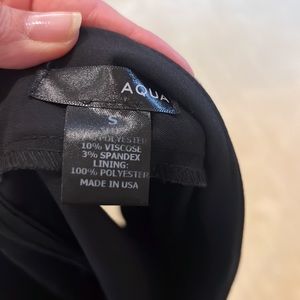 AQUA
S
POLYESTER
10% VISCOSE
3% SPANDEX
LINING:
100% POLYESTER
MADE IN USA